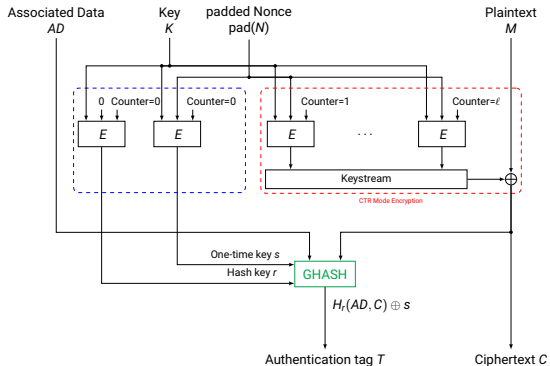 Associated Data
AD
Key
K
padded Nonce
pad(N)
Plaintext
M
0 Counter=0
Counter=0
Counter=1
Counter=ℓ
E
E
E
. . .
E
Keystream
CTR Mode Encryption
One-time key s
Hash key r
GHASH
H_r(AD, C) ⊕ s
Authentication tag T
Ciphertext C